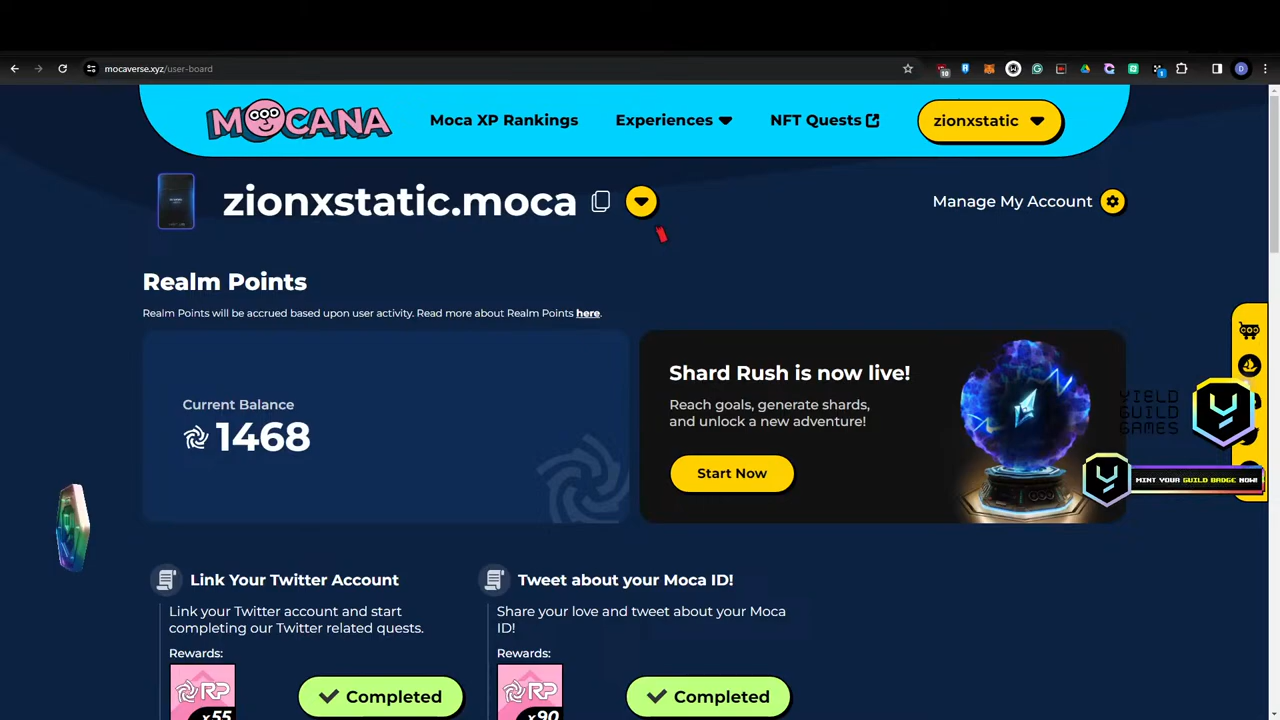 mocaverse.xyz/user-board
10
1
D
MOCANA
Moca XP Rankings
Experiences
NFT Quests
zionxstatic
zionxstatic.moca
Manage My Account
Realm Points
Realm Points will be accrued based upon user activity. Read more about Realm Points here.
Current Balance
1468
Shard Rush is now live!
Reach goals, generate shards,
and unlock a new adventure!
Start Now
YIELD
GUILD
GAMES
MINT YOUR GUILD BADGE NOW!
Link Your Twitter Account
Link your Twitter account and start
completing our Twitter related quests.
Rewards:
RP
x55
Completed
Tweet about your Moca ID!
Share your love and tweet about your Moca
ID!
Rewards:
RP
x90
Completed